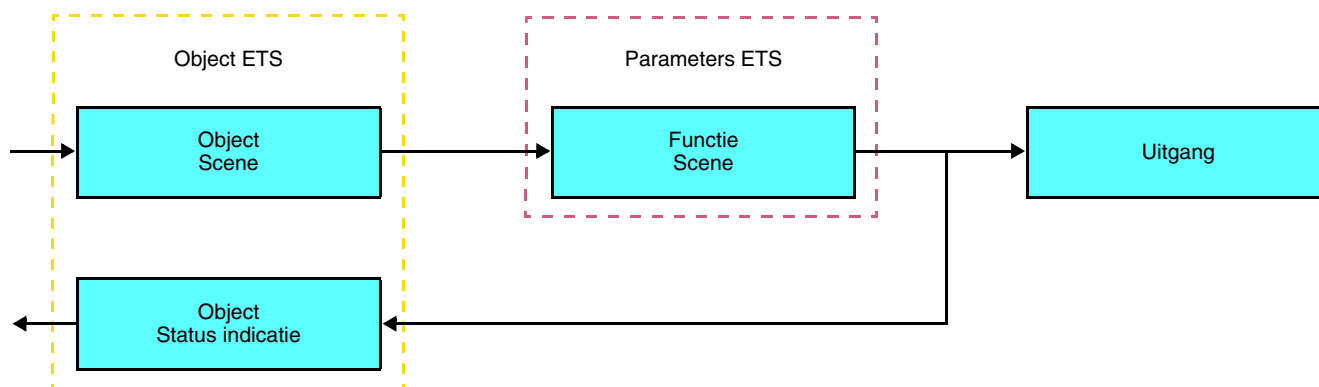 Object ETS
Parameters ETS
Object
Scene
Functie
Scene
Uitgang
Object
Status indicatie